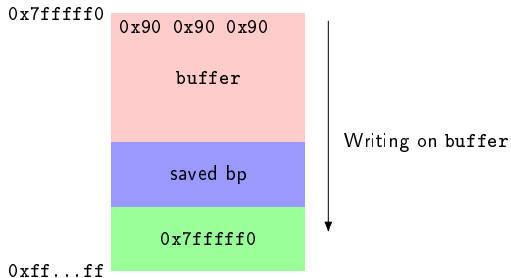 0x7fffff0
0x90 0x90 0x90
buffer
Writing on buffer
saved bp
0x7fffff0
0xff...ff